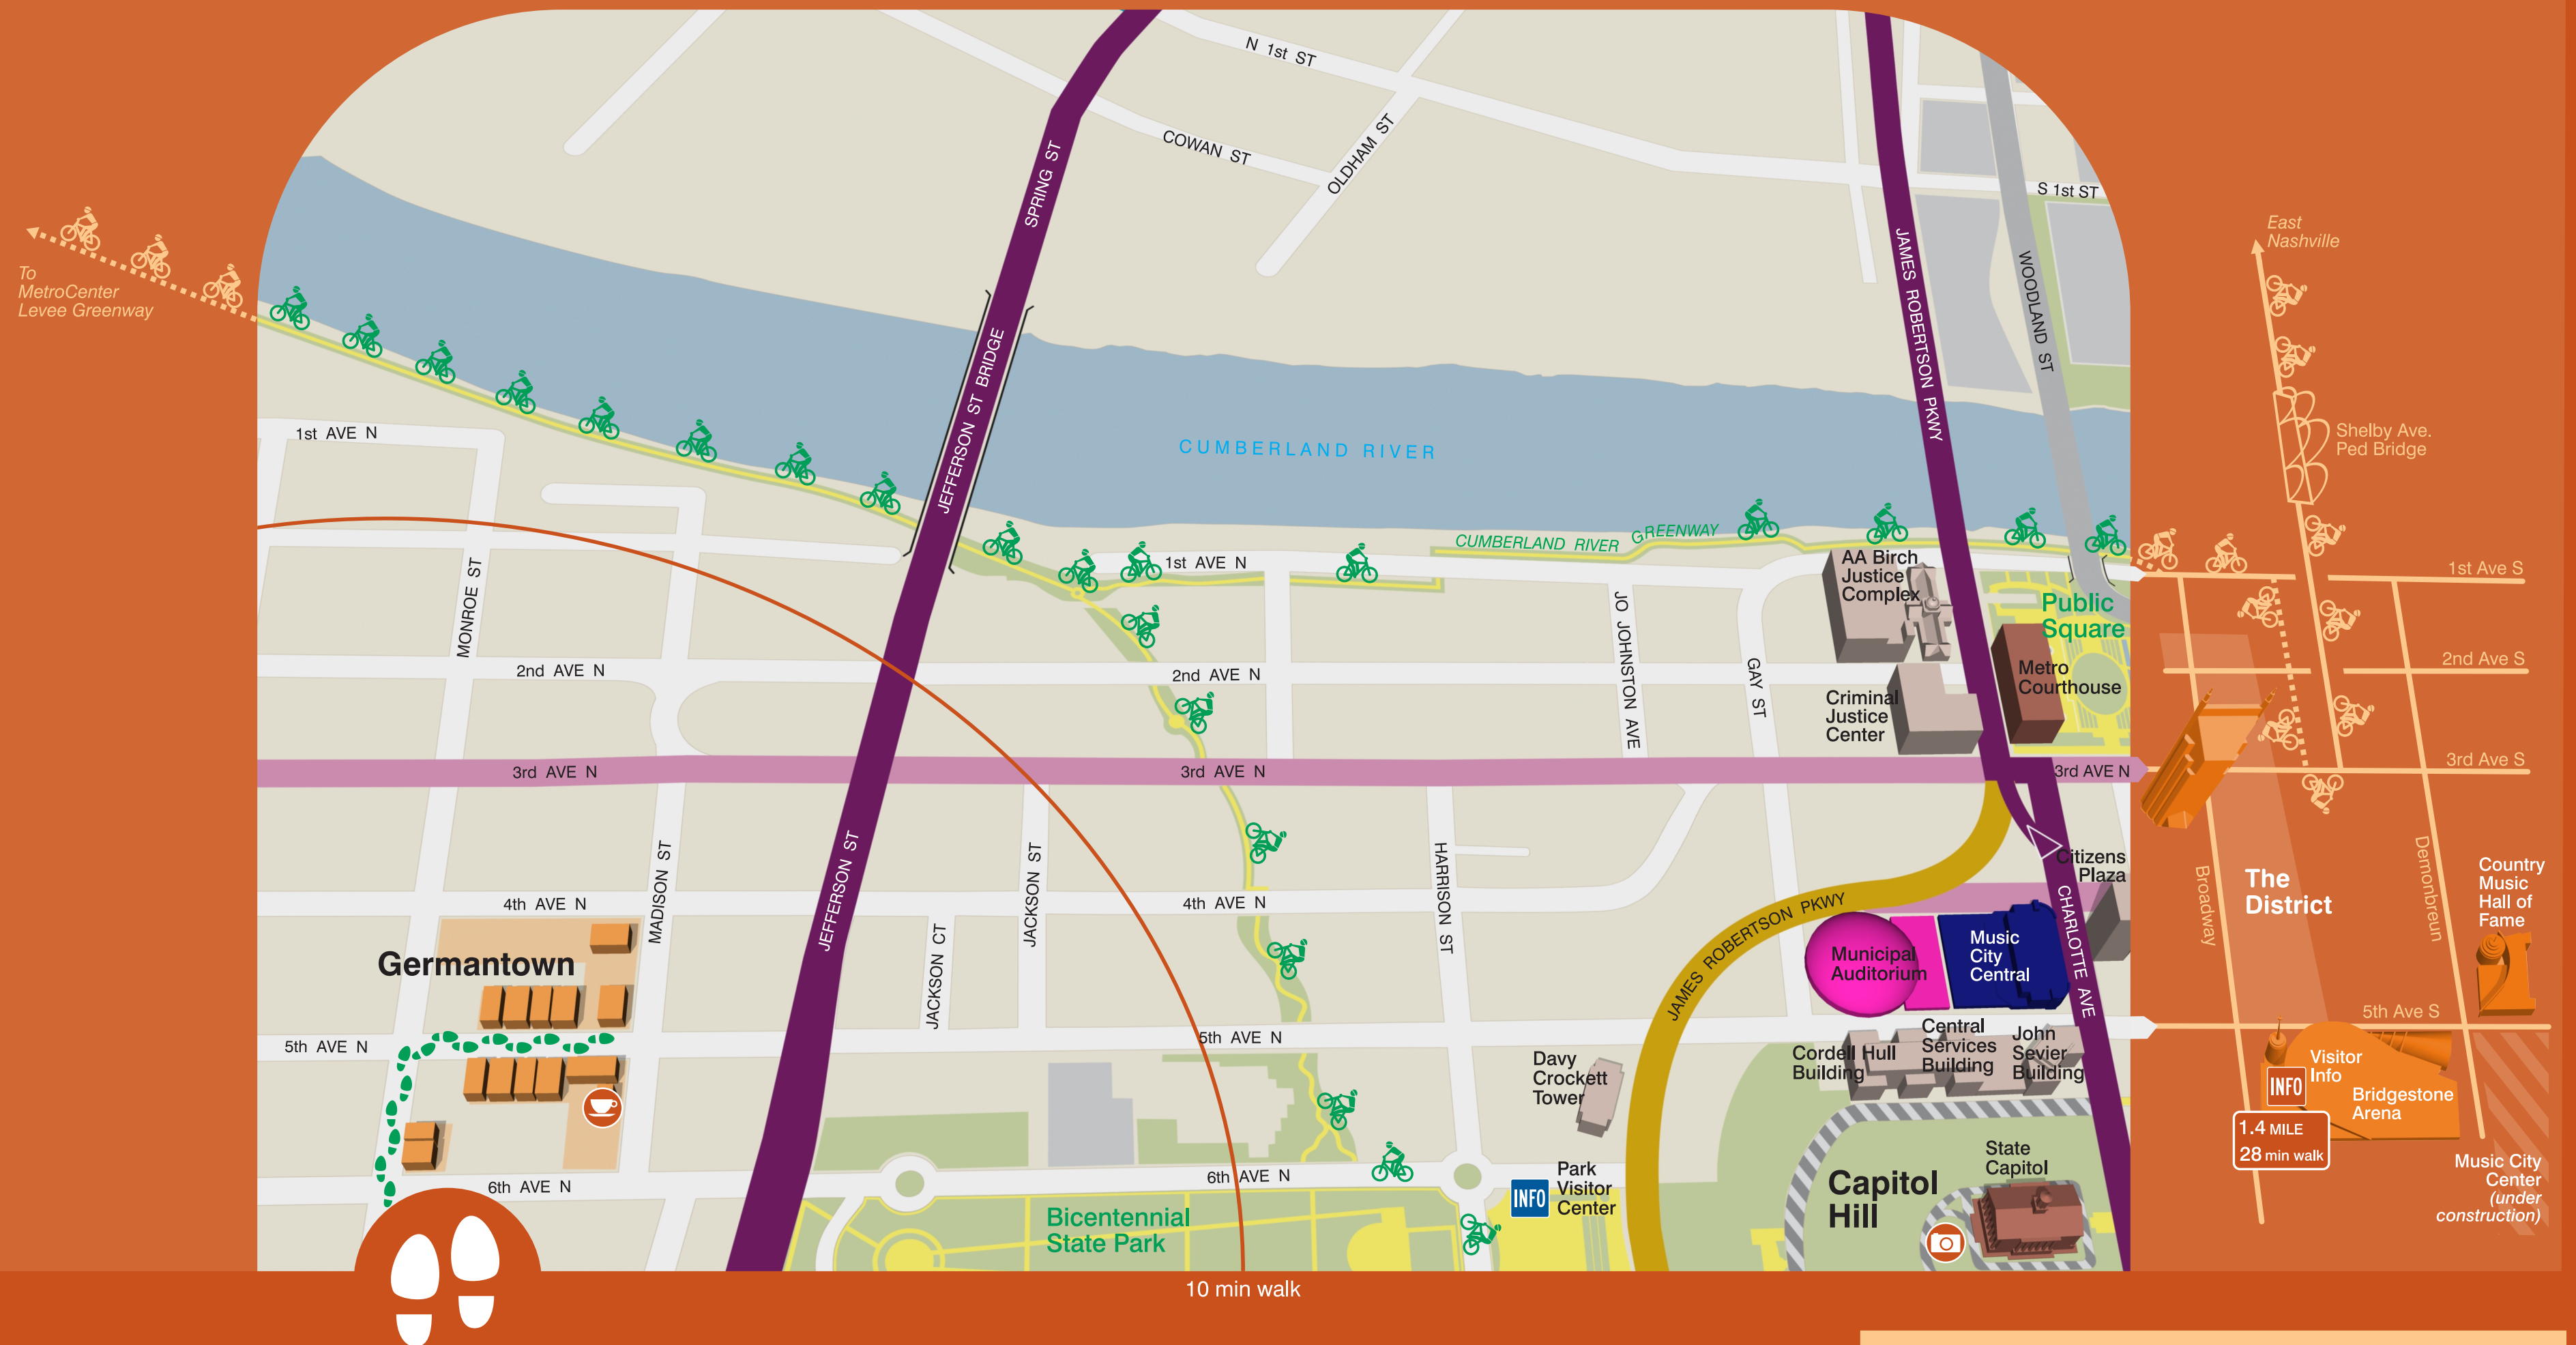 N 1st ST
COWAN ST
OLDHAM ST
SPRING ST
S 1st ST
JAMES ROBERTSON PKWY
WOODLAND ST
East
Nashville
To
MetroCenter
Levee Greenway
JEFFERSON ST BRIDGE
CUMBERLAND RIVER
Shelby Ave.
Ped Bridge
1st AVE N
CUMBERLAND RIVER GREENWAY
1st AVE N
AA Birch
Justice
Complex
1st Ave S
MONROE ST
JO JOHNSTON AVE
GAY ST
Public
Square
2nd AVE N
2nd AVE N
Metro
Courthouse
2nd Ave S
Criminal
Justice
Center
3rd AVE N
3rd AVE N
3rd AVE N
3rd Ave S
MADISON ST
JEFFERSON ST
JACKSON ST
HARRISON ST
Citizens
Plaza
CHARLOTTE AVE
Broadway
The
District
Demonbreun
Country
Music
Hall of
Fame
4th AVE N
4th AVE N
JAMES ROBERTSON PKWY
Germantown
JACKSON CT
Municipal
Auditorium
Music
City
Central
5th AVE N
5th AVE N
5th Ave S
Davy
Crockett
Tower
Cordell Hull
Building
Central
Services
Building
John
Sevier
Building
Visitor
Info
INFO
Bridgestone
Arena
1.4 MILE
28 min walk
6th AVE N
6th AVE N
INFO
Park
Visitor
Center
Capitol
Hill
State
Capitol
Music City
Center
(under
construction)
Bicentennial
State Park
10 min walk